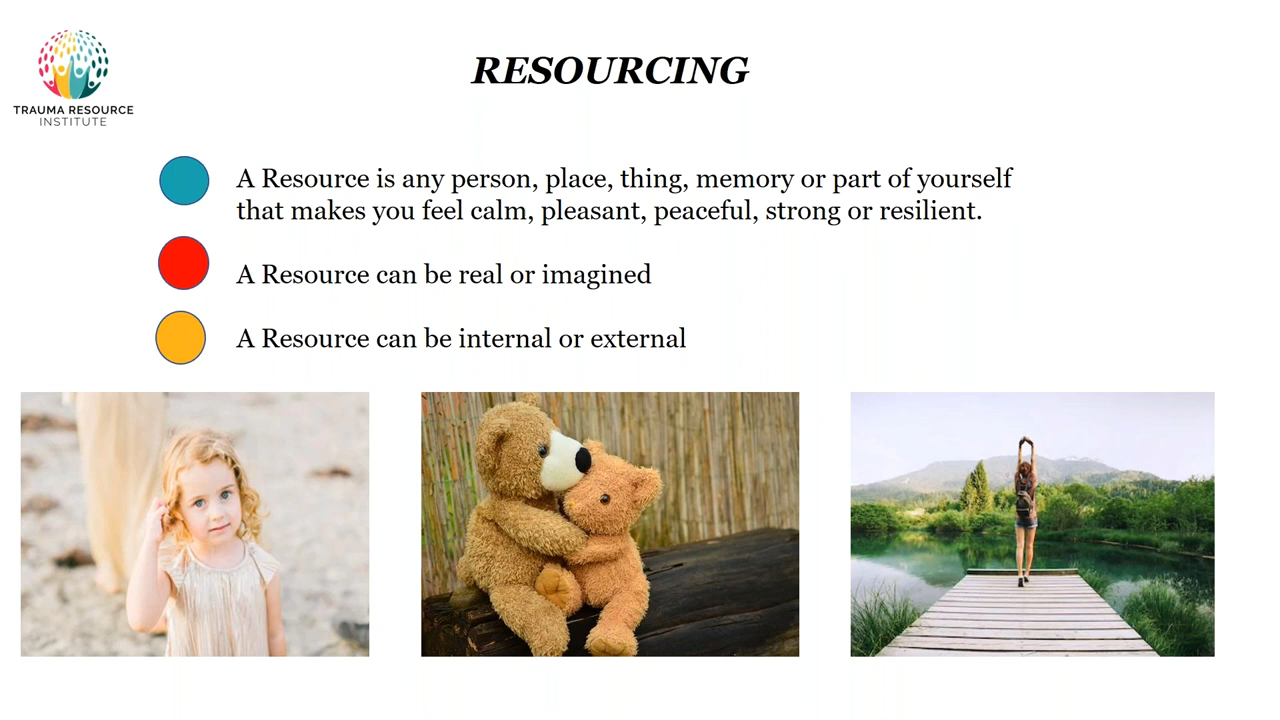 TRAUMA RESOURCE
INSTITUTE
RESOURCING
A Resource is any person, place, thing, memory or part of yourself
that makes you feel calm, pleasant, peaceful, strong or resilient.
A Resource can be real or imagined
A Resource can be internal or external